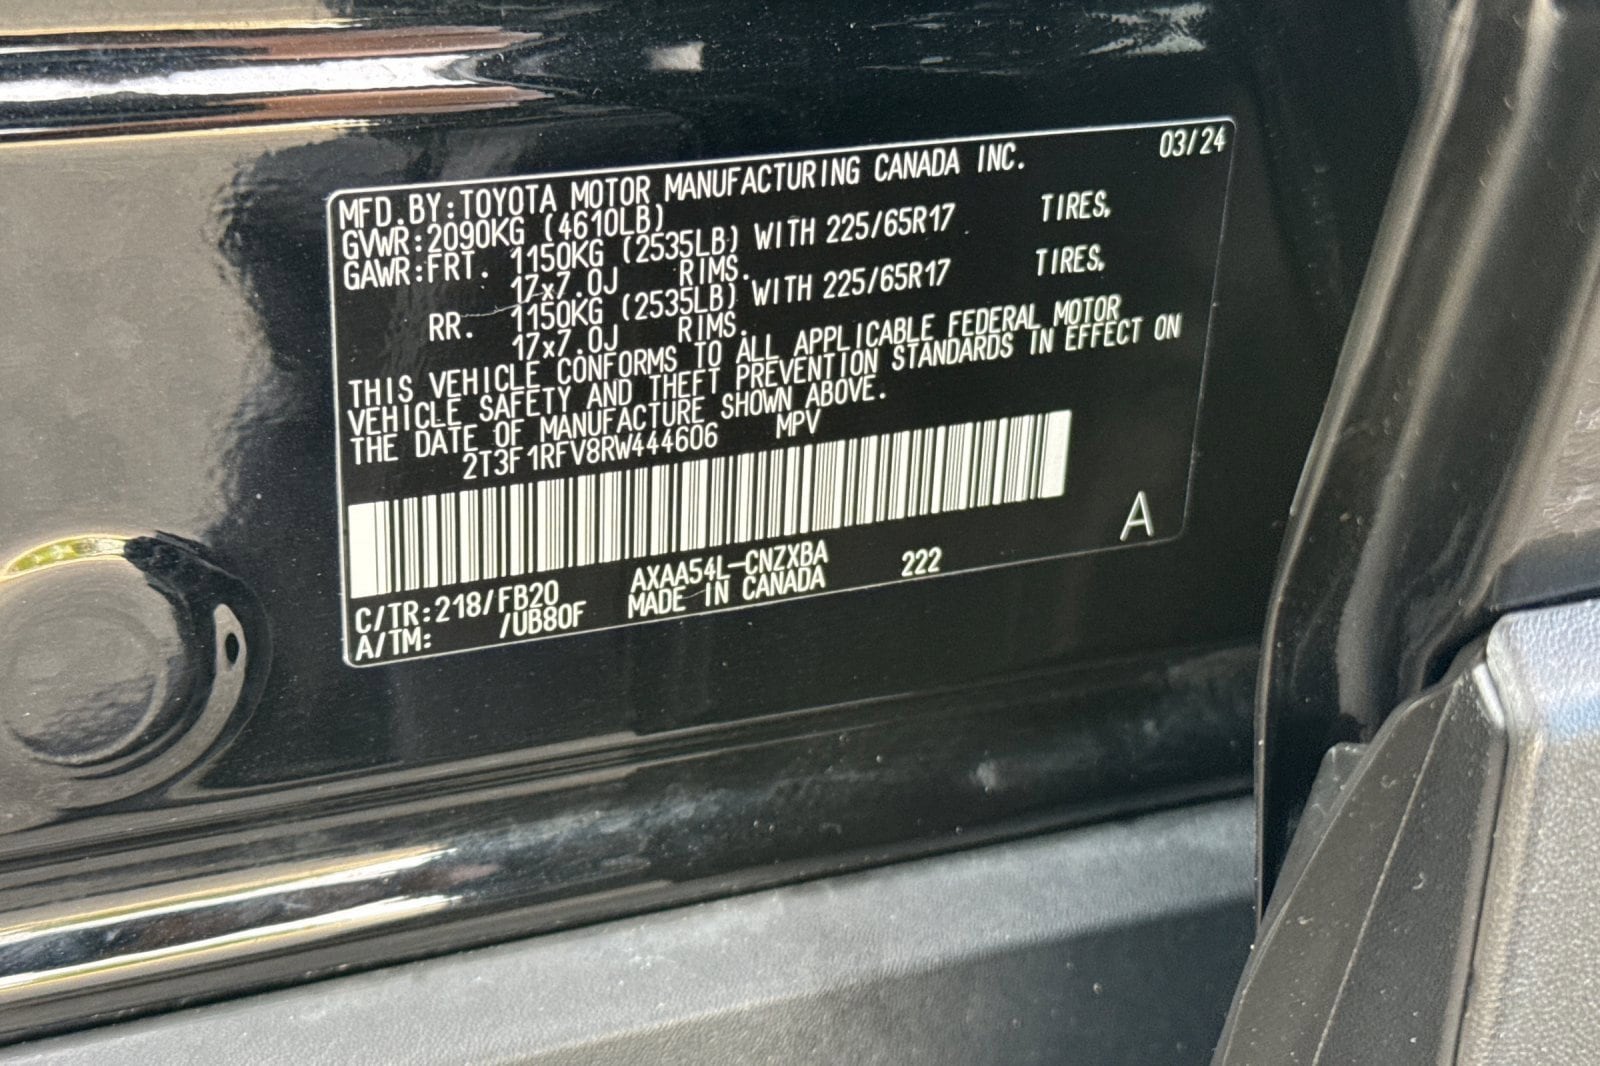 03/24
MFD.BY:TOYOTA MOTOR MANUFACTURING CANADA INC.
GVWR:2090KG (4610LB)
GAWR:FRT. 1150KG (2535LB) WITH 225/65R17 TIRES,
17x7.0J RIMS.
RR. 1150KG (2535LB) WITH 225/65R17 TIRES,
17x7.0J RIMS.
THIS VEHICLE CONFORMS TO ALL APPLICABLE FEDERAL MOTOR
VEHICLE SAFETY AND THEFT PREVENTION STANDARDS IN EFFECT ON
THE DATE OF MANUFACTURE SHOWN ABOVE.
2T3F1RFV8RW444606 MPV
A
C/TR:218/FB20 AXAA54L-CNZXBA 222
A/TM: /UB80F MADE IN CANADA